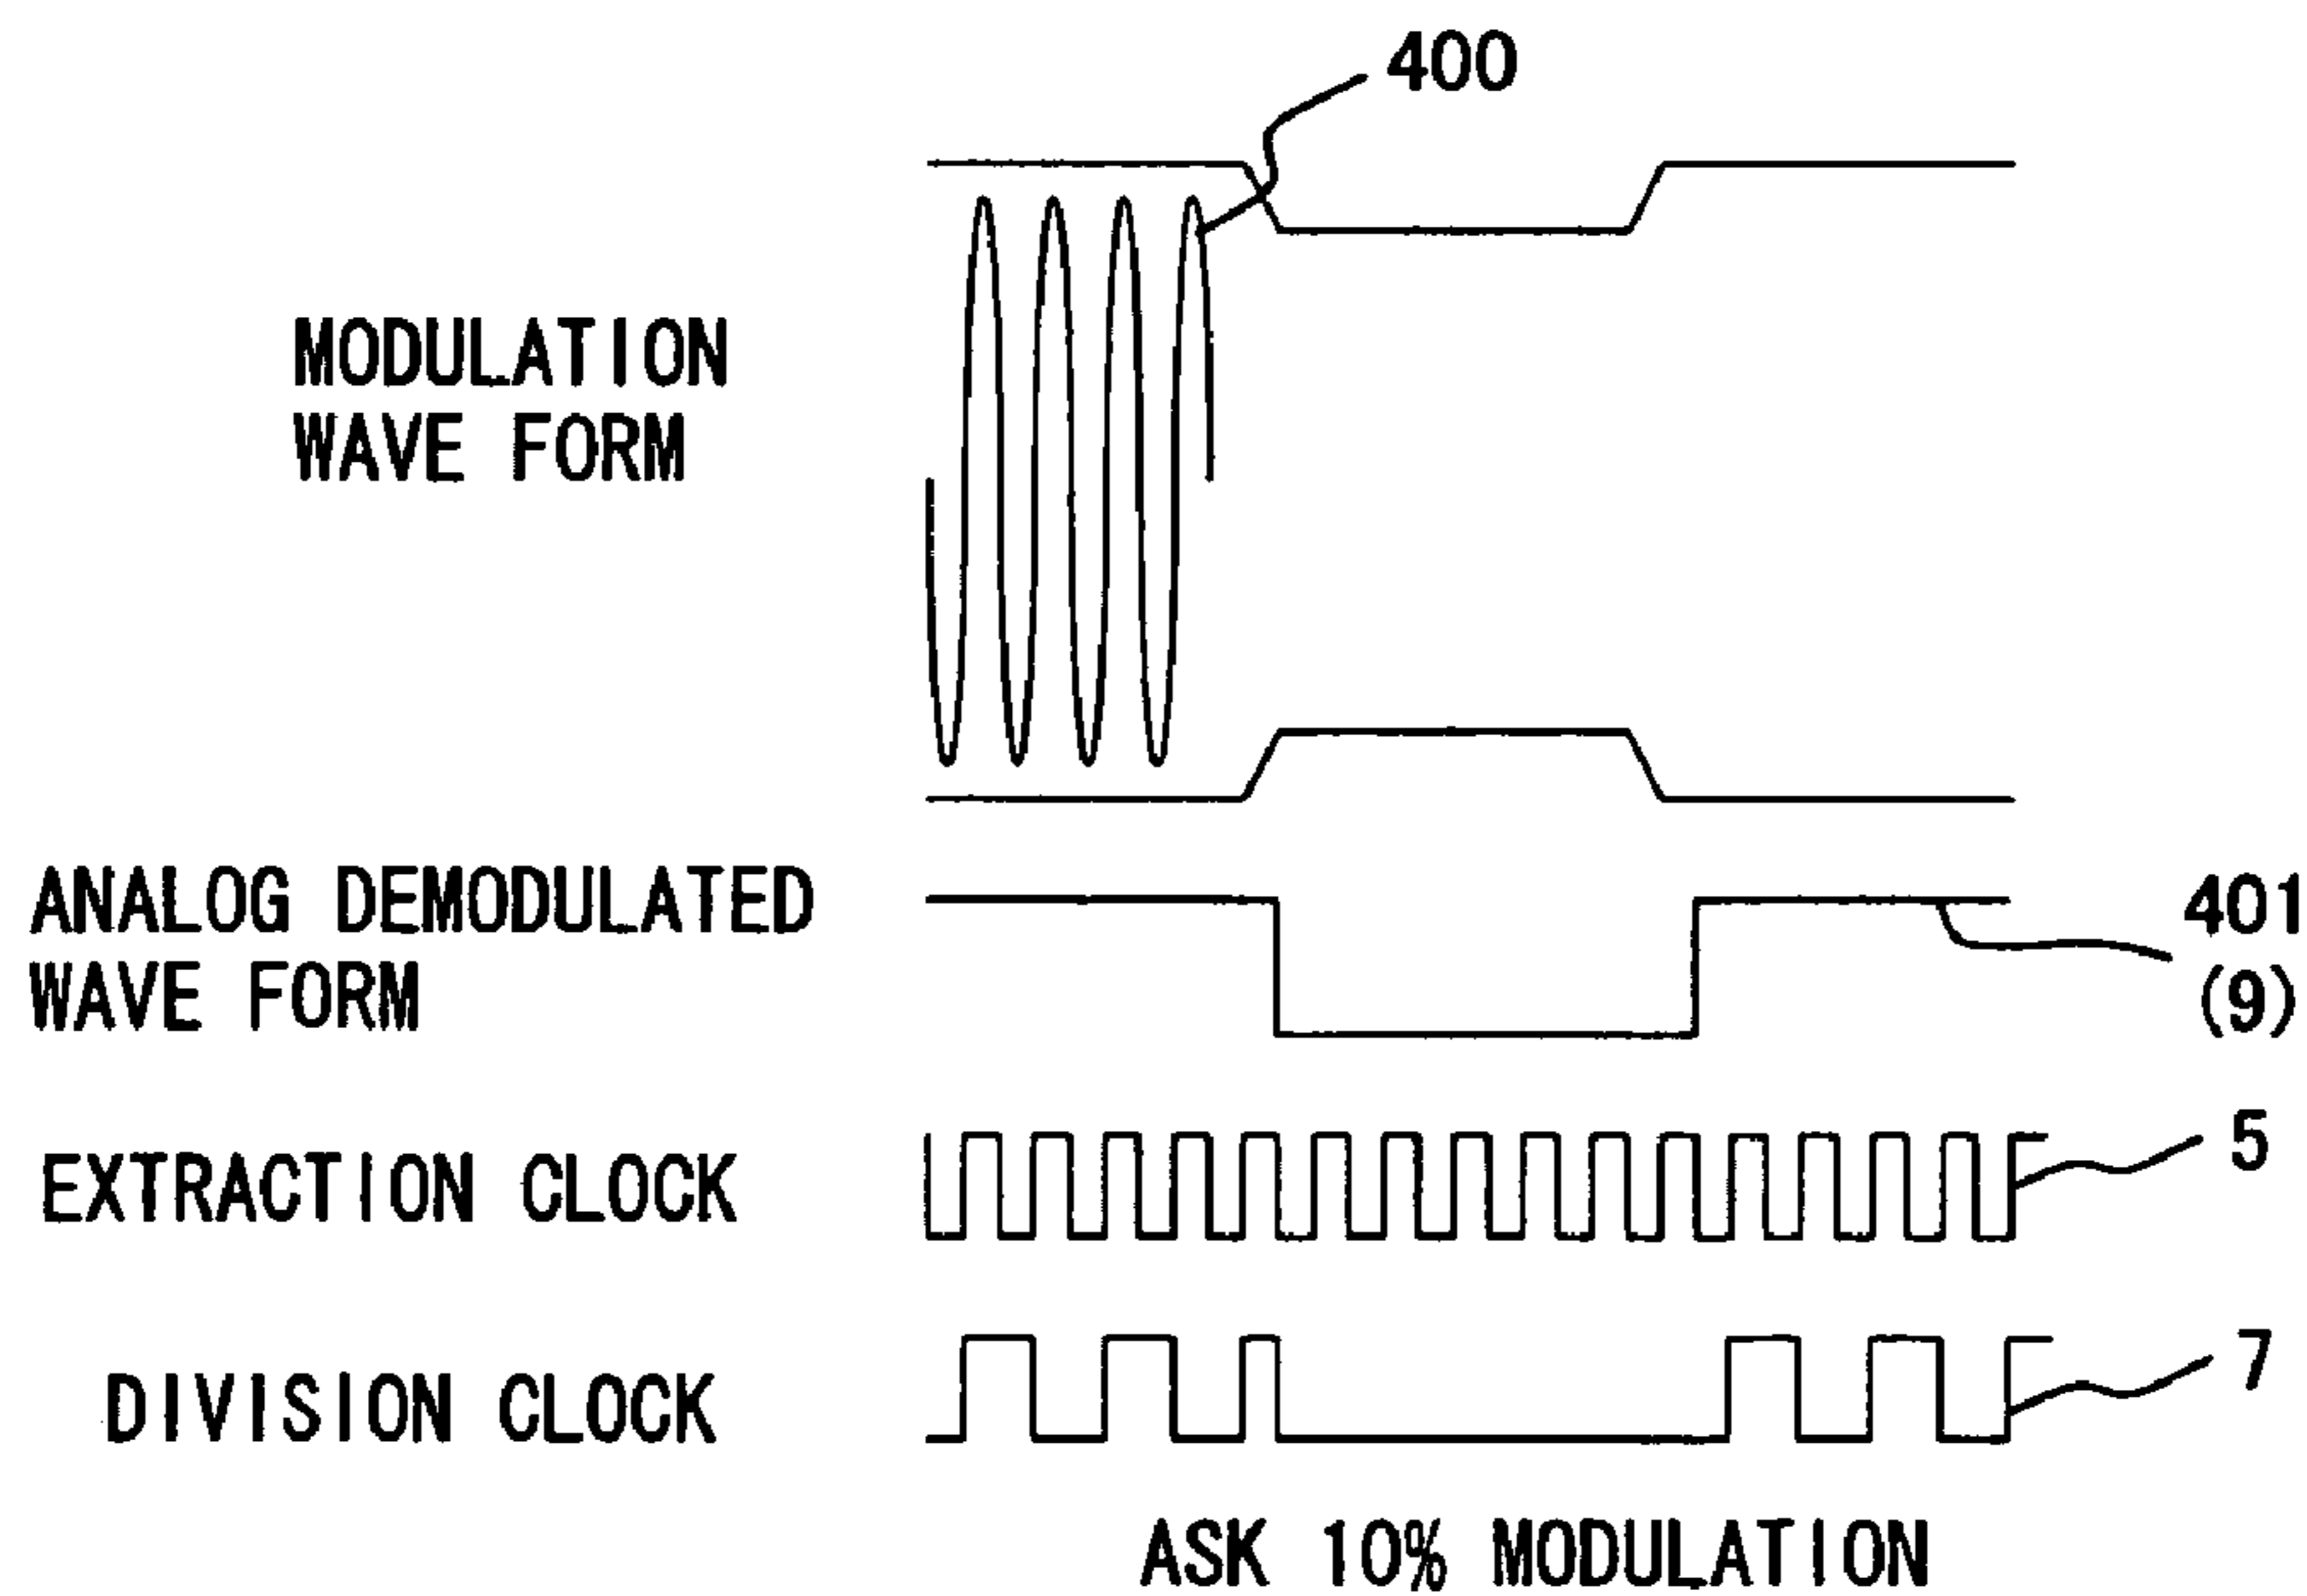 400
MODULATION
WAVE FORM
ANALOG DEMODULATED
WAVE FORM
401
(9)
EXTRACTION CLOCK
5
DIVISION CLOCK
7
ASK 10% MODULATION